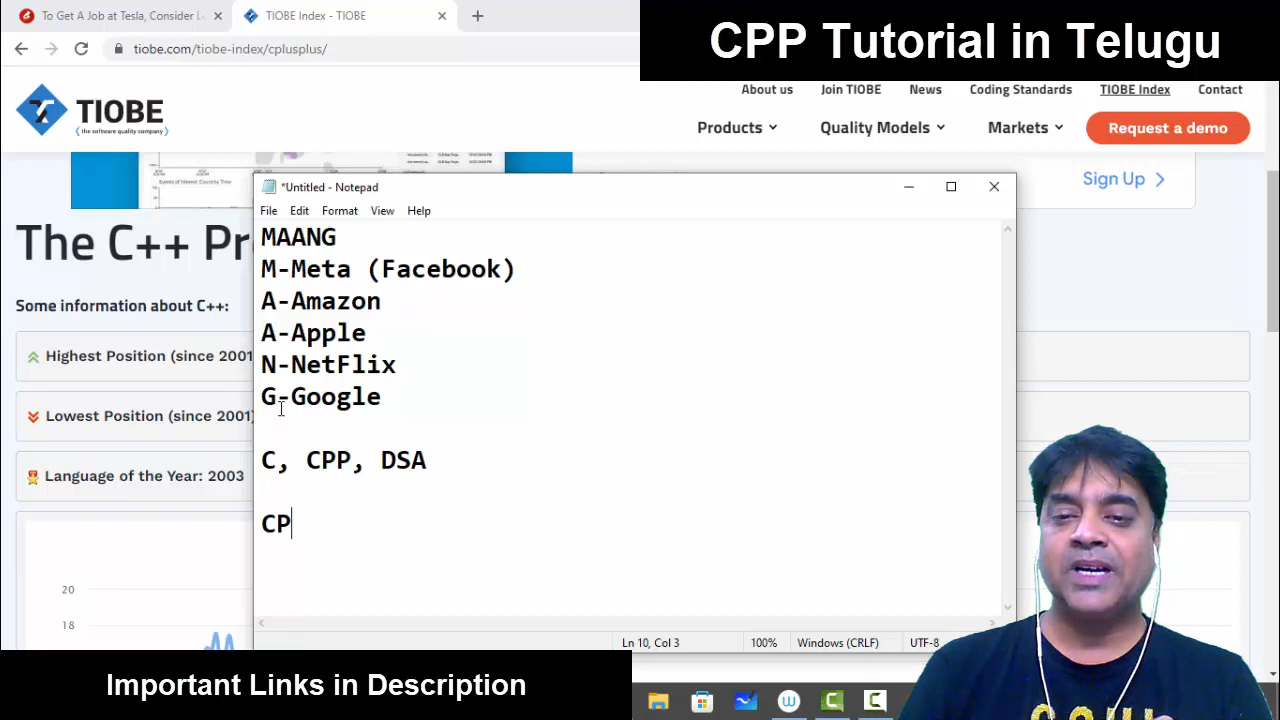 To Get A Job at Tesla, Consider L
TIOBE Index - TIOBE
tiobe.com/tiobe-index/cplusplus/
CPP Tutorial in Telugu
TIOBE
(the software quality company)
About us
Join TIOBE
News
Coding Standards
TIOBE Index
Contact
Products
Quality Models
Markets
Request a demo
Sign Up
The C++ Pr
Some information about C++:
Highest Position (since 2001
Lowest Position (since 2001)
Language of the Year: 2003
20
18
*Untitled - Notepad
File Edit Format View Help
MAANG
M-Meta (Facebook)
A-Amazon
A-Apple
N-NetFlix
G-Google
C, CPP, DSA
CP
Ln 10, Col 3
100%
Windows (CRLF)
UTF-8
Important Links in Description